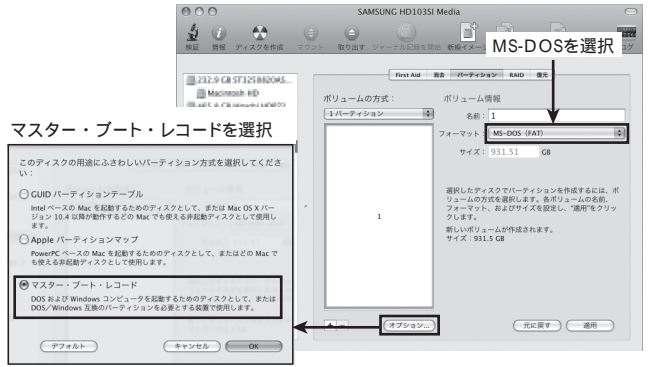 SAMSUNG HD103SI Media
検証 情報 ディスクを作成 マウント 取り出す ジャーナル記録を開始 新規イメージ
MS-DOSを選択
232.9 GB ST3258820AS...
Macintosh HD
First Aid 消去 パーティション RAID 復元
ボリュームの方式：
1 パーティション
ボリューム情報
名前： 1
フォーマット： MS-DOS（FAT）
サイズ： 931.51 GB
1
選択したディスクでパーティションを作成するには、ボ
リュームの方式を選択します。各ボリュームの名前、
フォーマット、およびサイズを設定し、“適用”をクリッ
クします。
新しいボリュームが作成されます。
サイズ：931.5 GB
+ −
オプション...
元に戻す 適用
マスター・ブート・レコードを選択
このディスクの用途にふさわしいパーティション方式を選択してくださ
い：
GUID パーティションテーブル
Intel ベースの Mac を起動するためのディスクとして、または Mac OS X バー
ジョン 10.4 以降が動作するどの Mac でも使える非起動ディスクとして使用し
ます。
Apple パーティションマップ
PowerPC ベースの Mac を起動するためのディスクとして、またはどの Mac で
も使える非起動ディスクとして使用します。
マスター・ブート・レコード
DOS および Windows コンピュータを起動するためのディスクとして、または
DOS／Windows 互換のパーティションを必要とする装置で使用します。
デフォルト キャンセル OK